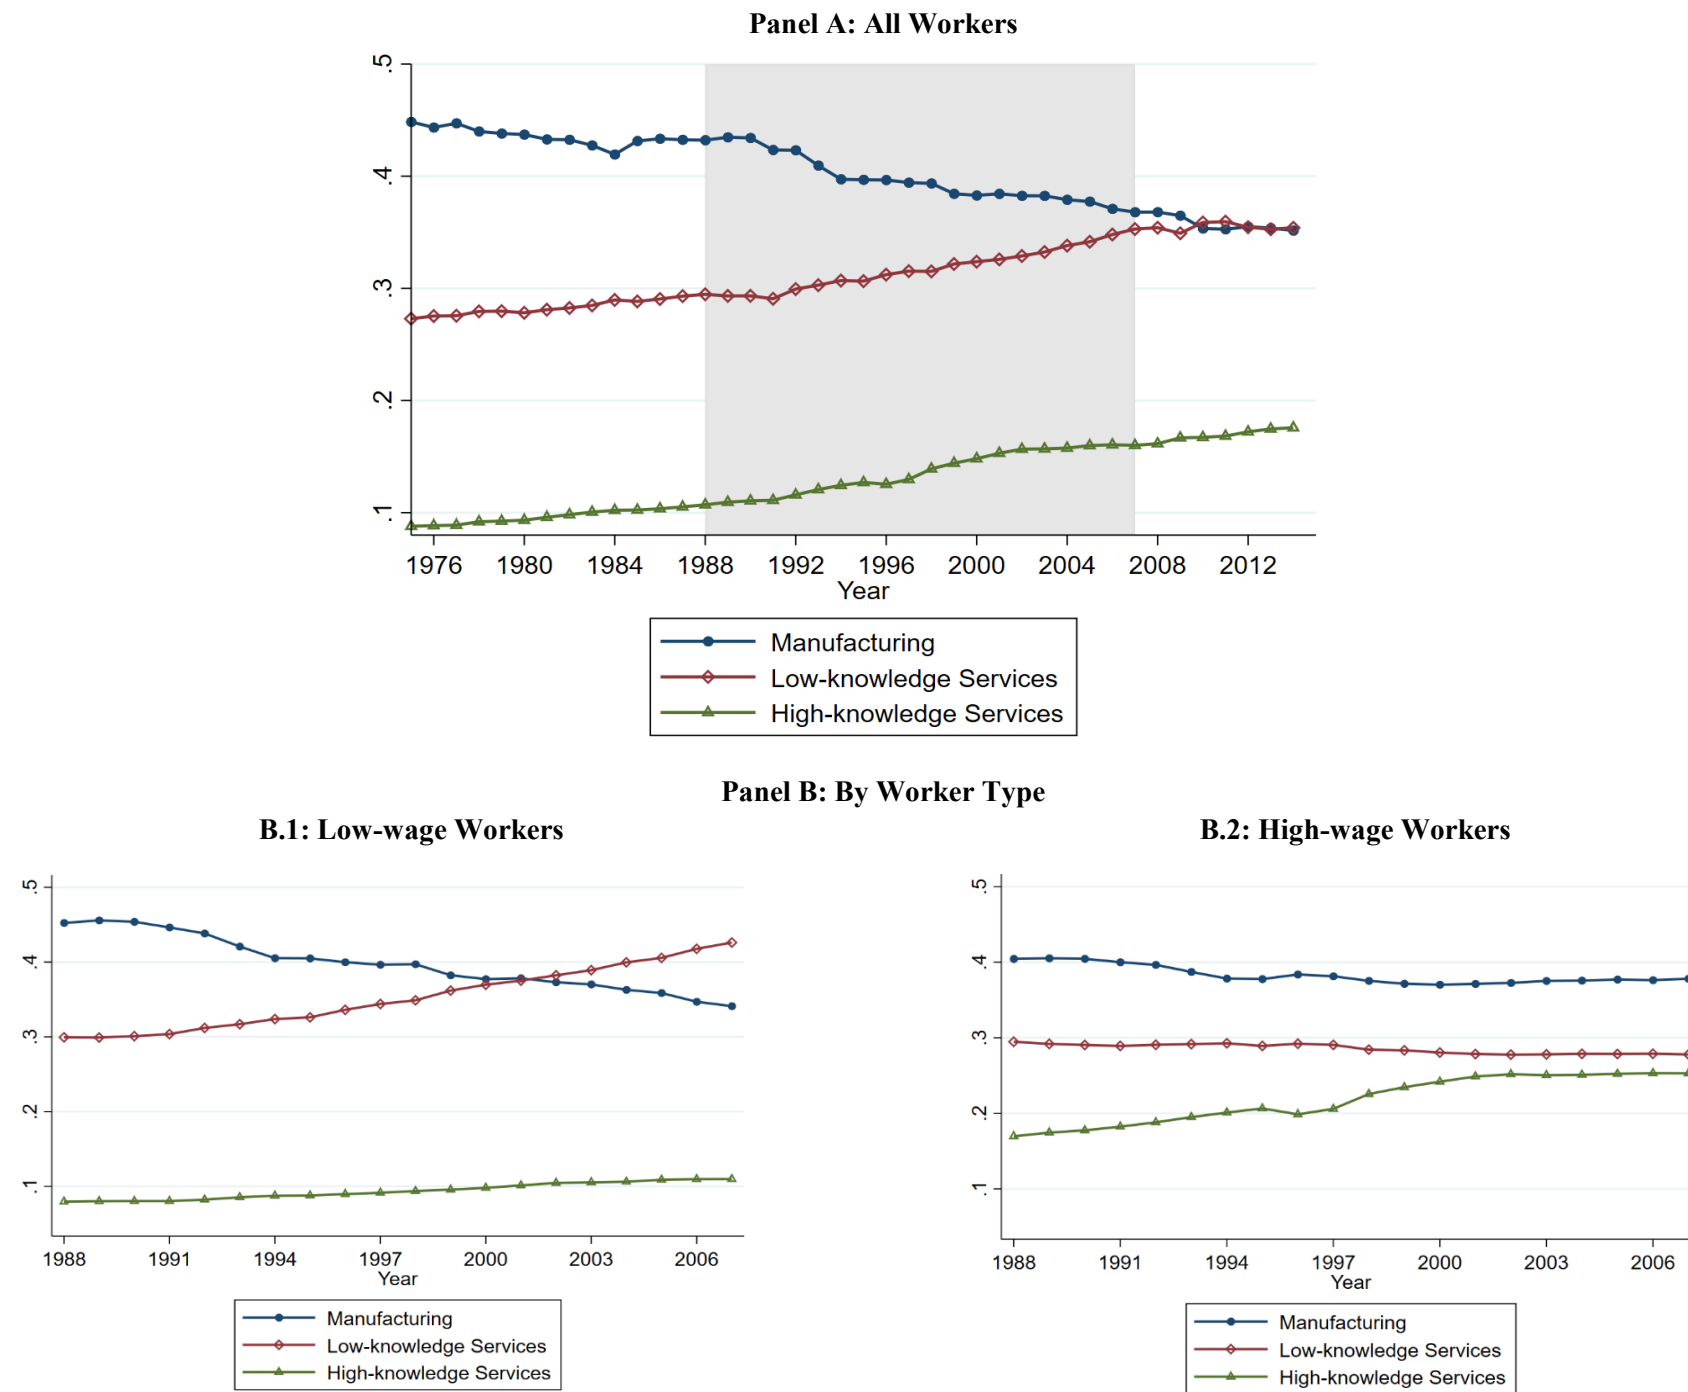 Panel A: All Workers
.5
.4
.3
.2
.1
1976 1980 1984 1988 1992 1996 2000 2004 2008 2012
Year
Manufacturing
Low-knowledge Services
High-knowledge Services
Panel B: By Worker Type
B.1: Low-wage Workers
.5
.4
.3
.2
.1
1988 1991 1994 1997 2000 2003 2006
Year
Manufacturing
Low-knowledge Services
High-knowledge Services
B.2: High-wage Workers
.5
.4
.3
.2
.1
1988 1991 1994 1997 2000 2003 2006
Year
Manufacturing
Low-knowledge Services
High-knowledge Services